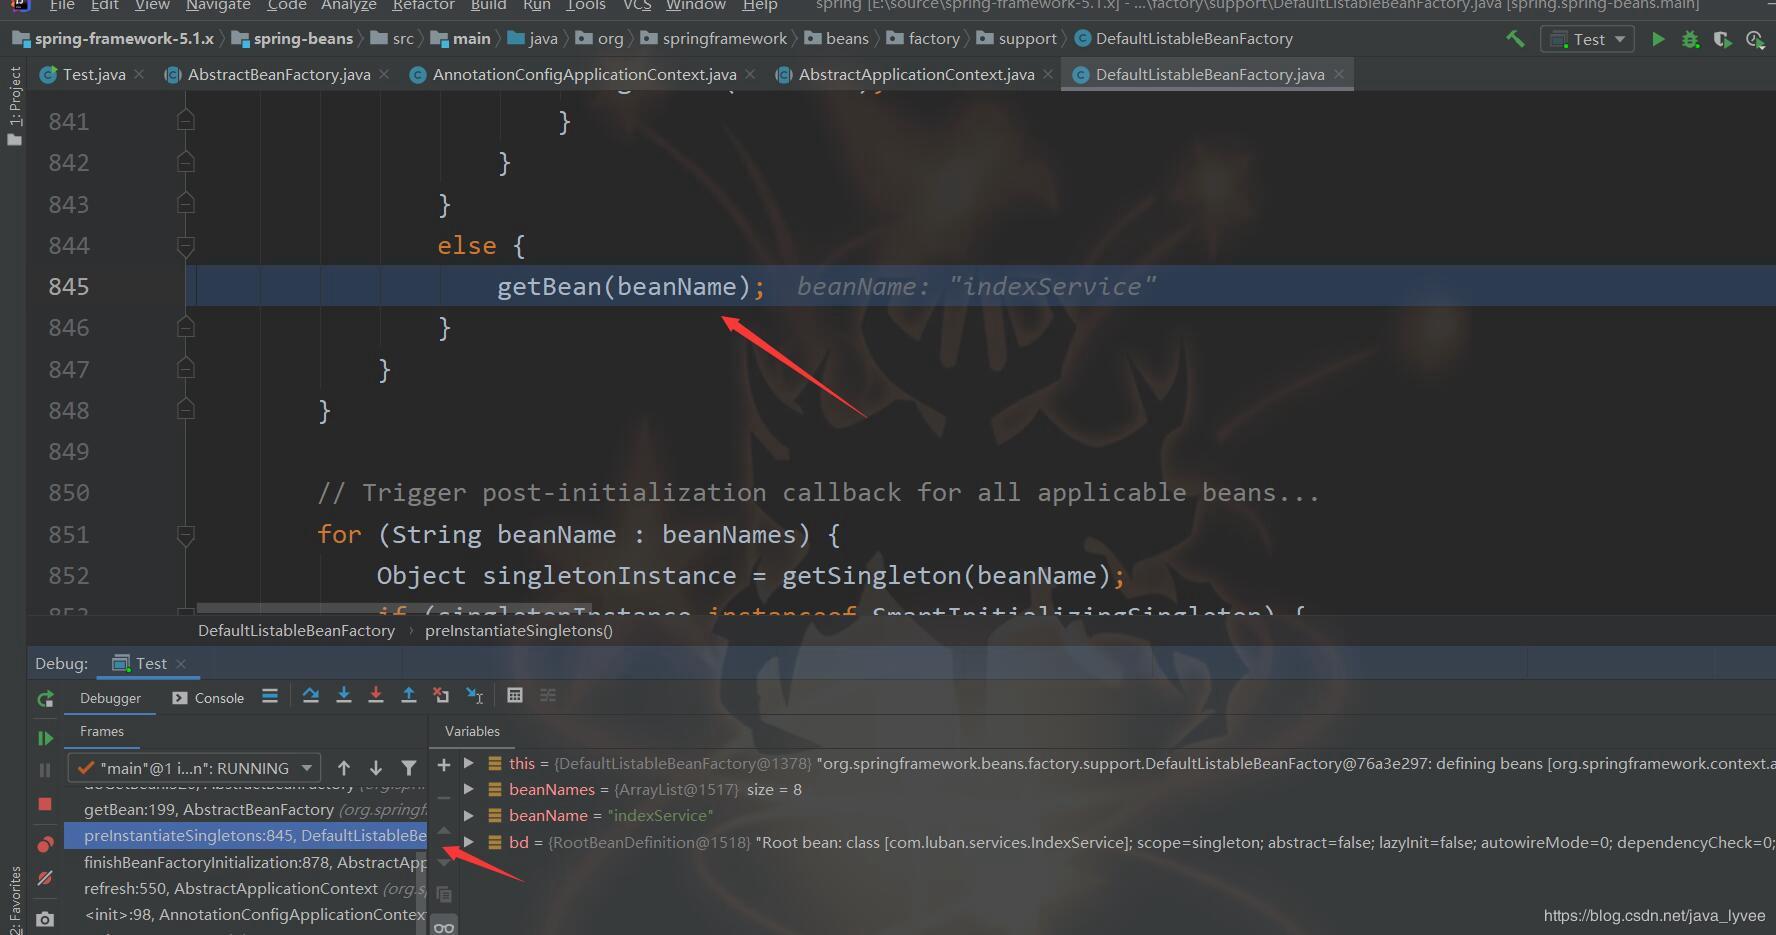 File Edit View Navigate Code Analyze Refactor Build Run Tools VCS Window Help spring [E:\source\spring-framework-5.1.x] - ...\factory\support\DefaultListableBeanFactory.java [spring.spring-beans.main]
spring-framework-5.1.x spring-beans src main java org springframework beans factory support DefaultListableBeanFactory Test
Test.java AbstractBeanFactory.java AnnotationConfigApplicationContext.java AbstractApplicationContext.java DefaultListableBeanFactory.java
1: Project
841 }
842 }
843 }
844 else {
845 getBean(beanName); beanName: "indexService"
846 }
847 }
848 }
849
850 // Trigger post-initialization callback for all applicable beans...
851 for (String beanName : beanNames) {
852 Object singletonInstance = getSingleton(beanName);
853 if (singletonInstance instanceof SmartInitializingSingleton) {
DefaultListableBeanFactory › preInstantiateSingletons()
Debug: Test
Debugger Console
Frames Variables
"main"@1 i...n": RUNNING
this = {DefaultListableBeanFactory@1378} "org.springframework.beans.factory.support.DefaultListableBeanFactory@76a3e297: defining beans [org.springframework.context.a
beanNames = {ArrayList@1517} size = 8
beanName = "indexService"
bd = {RootBeanDefinition@1518} "Root bean: class [com.luban.services.IndexService]; scope=singleton; abstract=false; lazyInit=false; autowireMode=0; dependencyCheck=0;
getBean:199, AbstractBeanFactory (org.springf
preInstantiateSingletons:845, DefaultListableBe
finishBeanFactoryInitialization:878, AbstractApp
refresh:550, AbstractApplicationContext (org.s
<init>:98, AnnotationConfigApplicationContex
2: Favorites
https://blog.csdn.net/java_lyvee